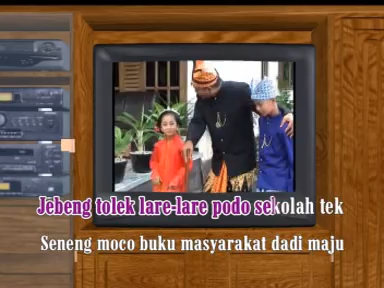 Jebeng tolek lare-lare podo sekolah tek
Seneng moco buku masyarakat dadi maju